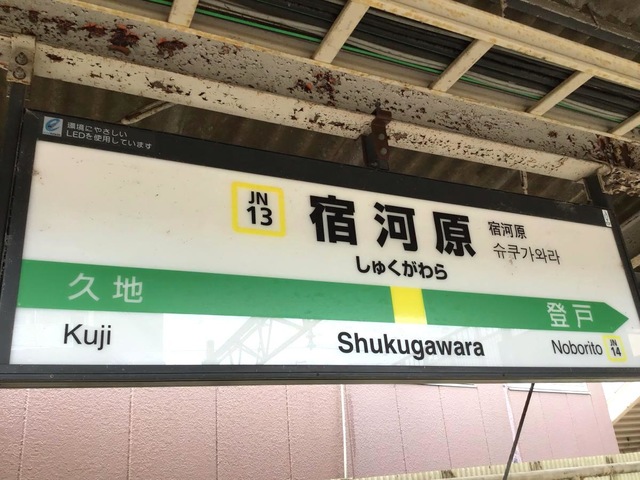 環境にやさしい
LEDを使用しています
JN
13
宿河原
しゅくがわら
宿河原
슈쿠가와라
久地
登戸
Kuji
Shukugawara
Noborito
JN
14